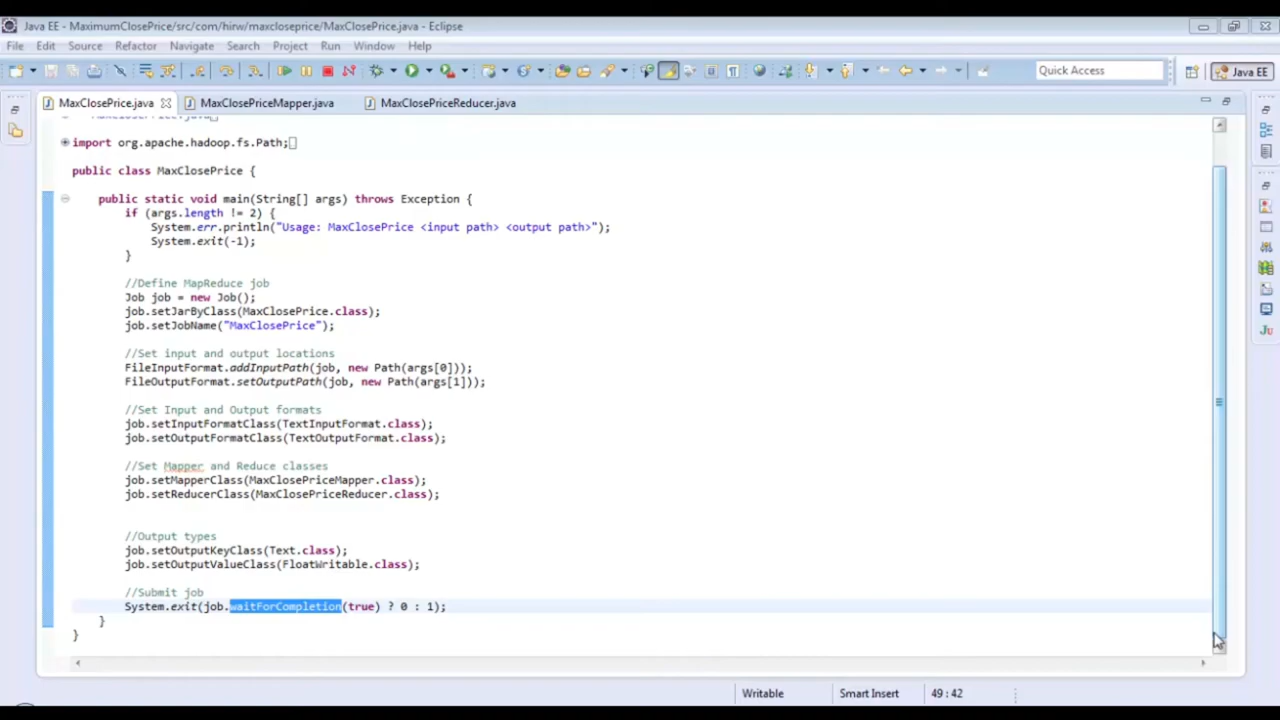 Java EE - MaximumClosePrice/src/com/hirw/maxcloseprice/MaxClosePrice.java - Eclipse
File Edit Source Refactor Navigate Search Project Run Window Help
Quick Access
Java EE
MaxClosePrice.java MaxClosePriceMapper.java MaxClosePriceReducer.java
MaxClosePrice.java
import org.apache.hadoop.fs.Path;
public class MaxClosePrice {
public static void main(String[] args) throws Exception {
if (args.length != 2) {
System.err.println("Usage: MaxClosePrice <input path> <output path>");
System.exit(-1);
}
//Define MapReduce job
Job job = new Job();
job.setJarByClass(MaxClosePrice.class);
job.setJobName("MaxClosePrice");
//Set input and output locations
FileInputFormat.addInputPath(job, new Path(args[0]));
FileOutputFormat.setOutputPath(job, new Path(args[1]));
//Set Input and Output formats
job.setInputFormatClass(TextInputFormat.class);
job.setOutputFormatClass(TextOutputFormat.class);
//Set Mapper and Reduce classes
job.setMapperClass(MaxClosePriceMapper.class);
job.setReducerClass(MaxClosePriceReducer.class);
//Output types
job.setOutputKeyClass(Text.class);
job.setOutputValueClass(FloatWritable.class);
//Submit job
System.exit(job.waitForCompletion(true) ? 0 : 1);
}
}
Writable Smart Insert 49 : 42